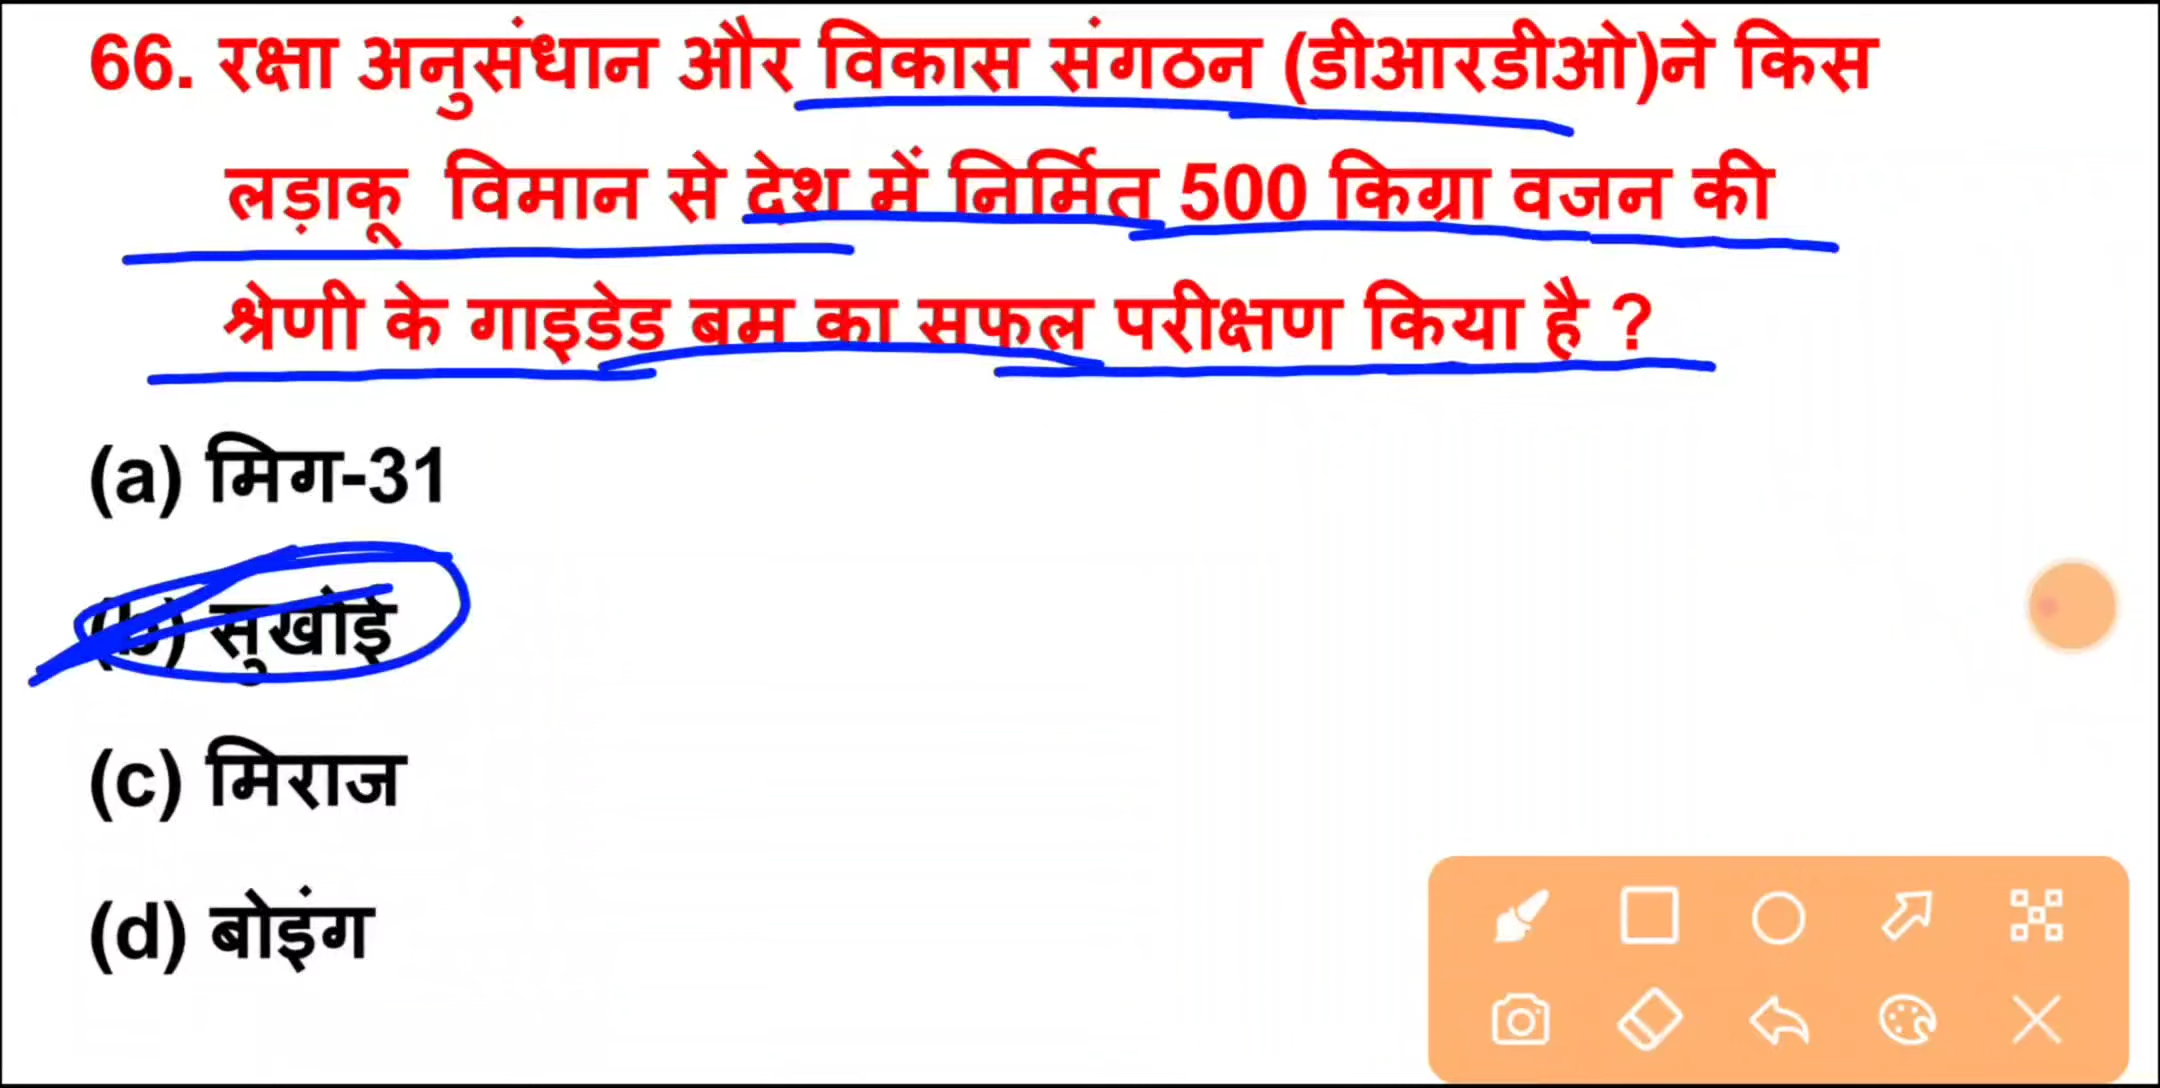 66. रक्षा अनुसंधान और विकास संगठन (डीआरडीओ)ने किस
लड़ाकू विमान से देश में निर्मित 500 किग्रा वजन की
श्रेणी के गाइडेड बम का सफल परीक्षण किया है ?
(a) मिग-31
(b) सुखोई
(c) मिराज
(d) बोइंग